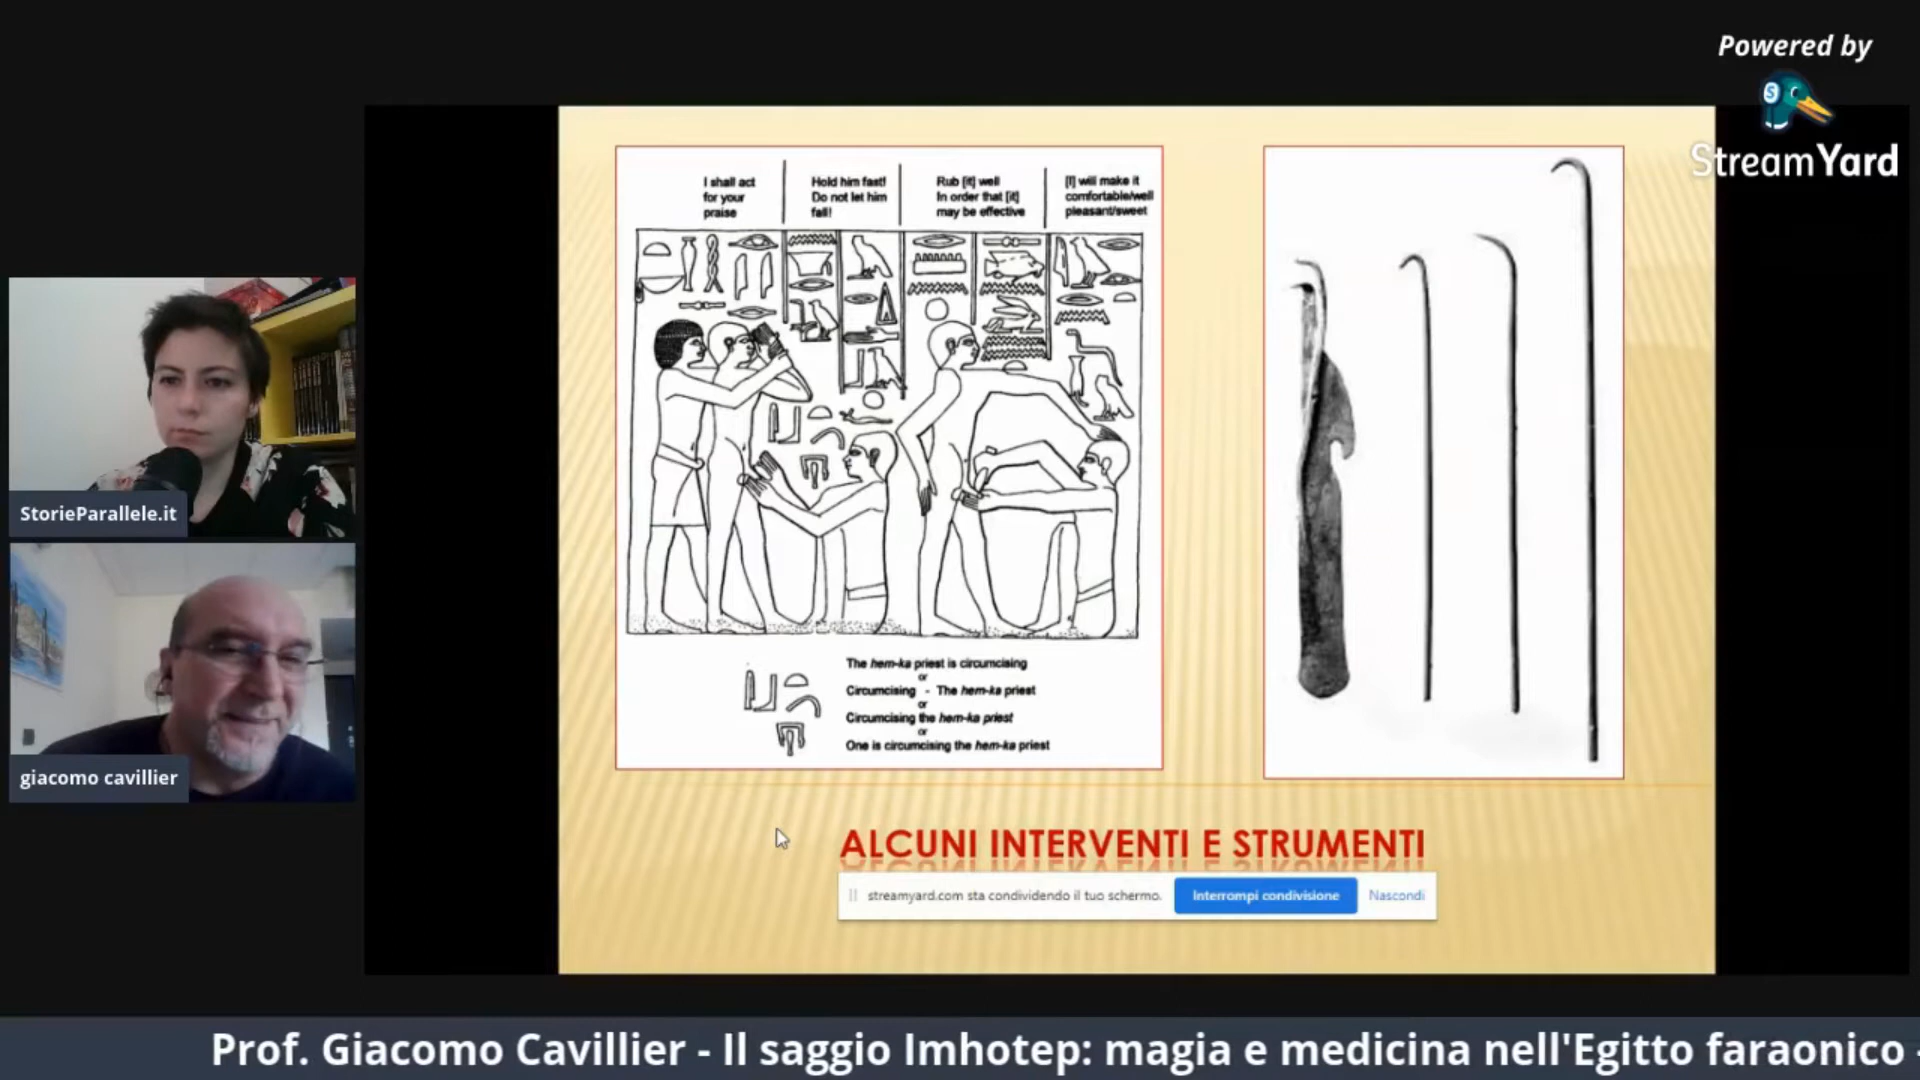 Powered by
StreamYard
I shall act
for your
praise
Hold him fast!
Do not let him
fall!
Rub [it] well
In order that [it]
may be effective
[I] will make it
comfortable/well
pleasant/sweet
The hem-ka priest is circumcising
or
Circumcising - The hem-ka priest
or
Circumcising the hem-ka priest
or
One is circumcising the hem-ka priest
StorieParallele.it
giacomo cavillier
ALCUNI INTERVENTI E STRUMENTI
streamyard.com sta condividendo il tuo schermo.
Interrompi condivisione
Nascondi
Prof. Giacomo Cavillier - Il saggio Imhotep: magia e medicina nell'Egitto faraonico -